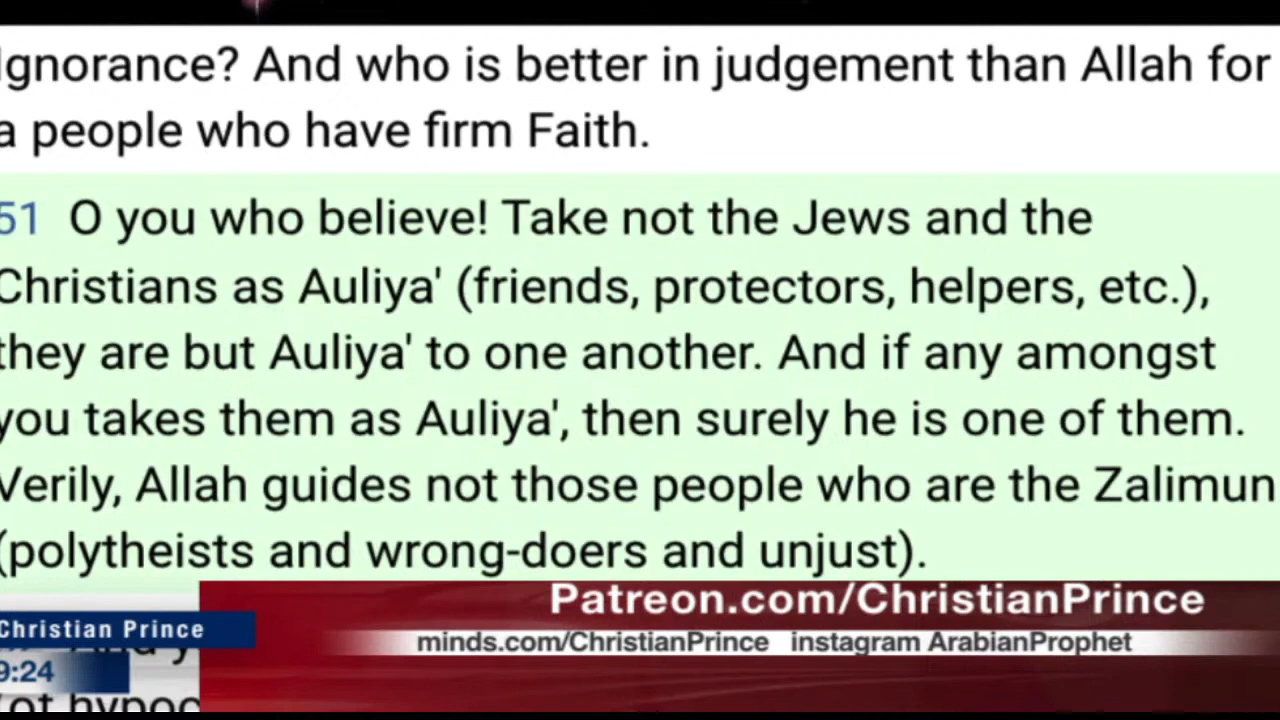 Ignorance? And who is better in judgement than Allah for
a people who have firm Faith.
51 O you who believe! Take not the Jews and the
Christians as Auliya' (friends, protectors, helpers, etc.),
they are but Auliya' to one another. And if any amongst
you takes them as Auliya', then surely he is one of them.
Verily, Allah guides not those people who are the Zalimun
(polytheists and wrong-doers and unjust).
Patreon.com/ChristianPrince
Christian Prince
minds.com/ChristianPrince instagram ArabianProphet
9:24